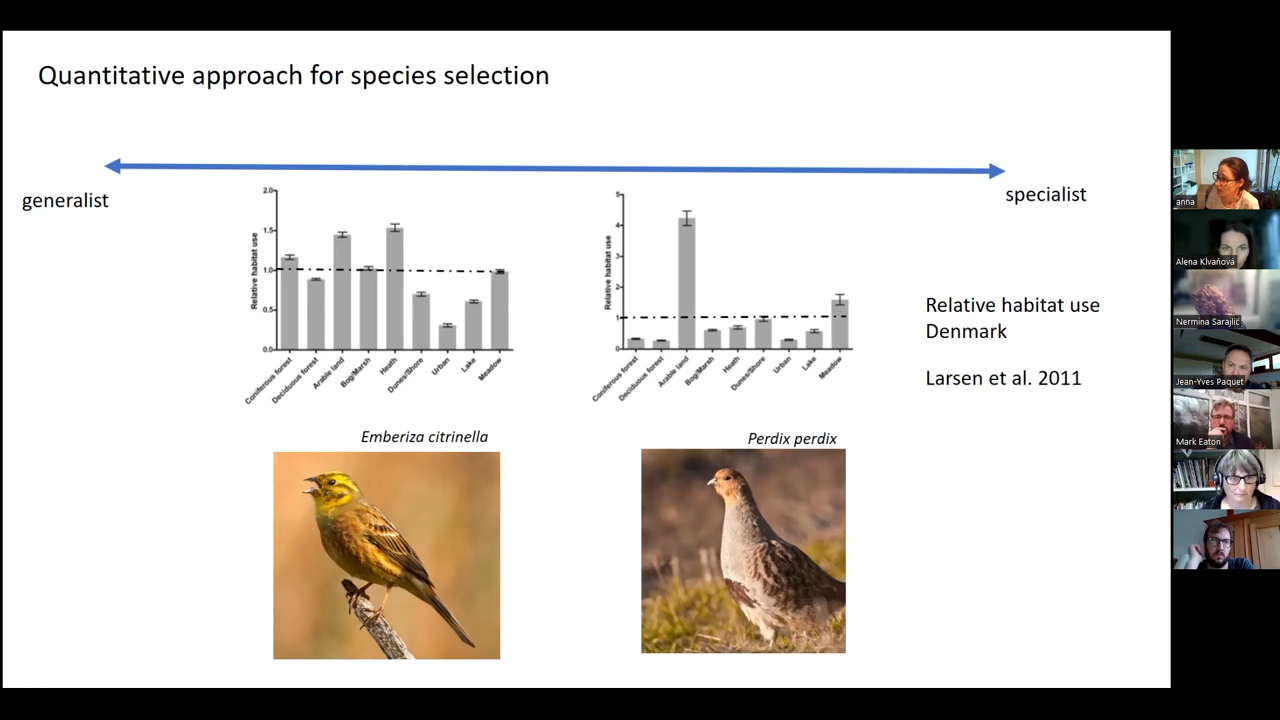 Quantitative approach for species selection
generalist
specialist
2.0
1.5
1.0
0.5
0.0
Relative habitat use
Coniferous forest
Deciduous forest
Arable land
Bog/Marsh
Heath
Dunes/Shore
Urban
Lake
Meadow
5
4
3
2
1
0
Relative habitat use
Coniferous forest
Deciduous forest
Arable land
Bog/Marsh
Heath
Dunes/Shore
Urban
Lake
Meadow
Relative habitat use
Denmark
Larsen et al. 2011
Emberiza citrinella
Perdix perdix
anna
Alena Klvaňová
Nermina Sarajlić
Jean-Yves Paquet
Mark Eaton